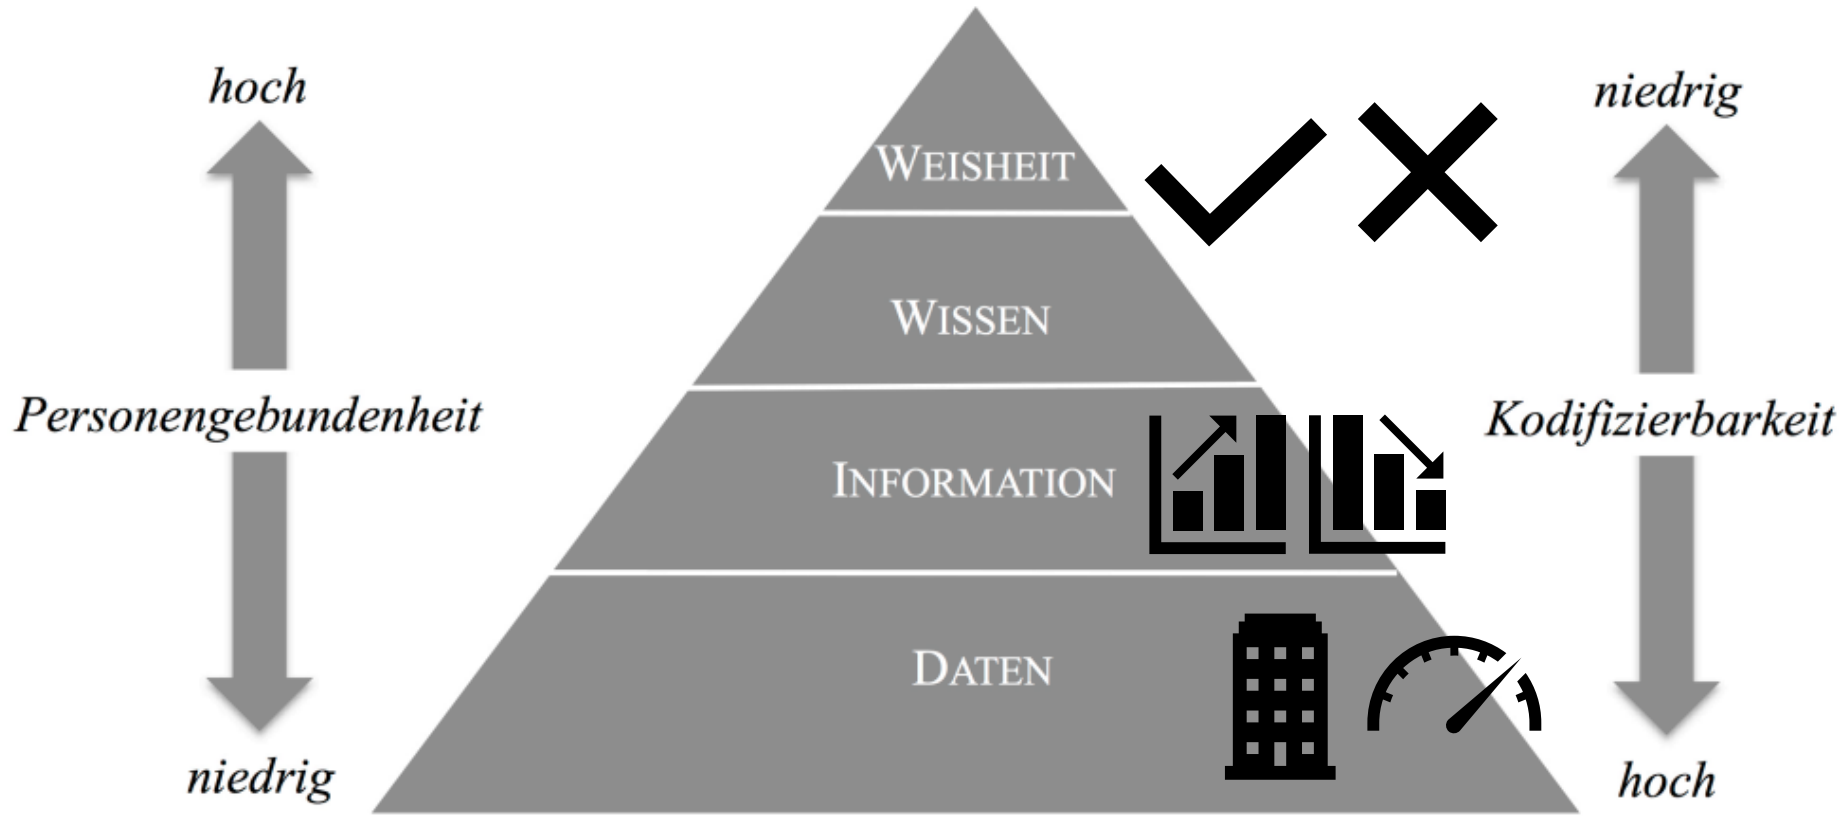 hoch
niedrig
WEISHEIT
WISSEN
Personengebundenheit
Kodifizierbarkeit
INFORMATION
DATEN
niedrig
hoch